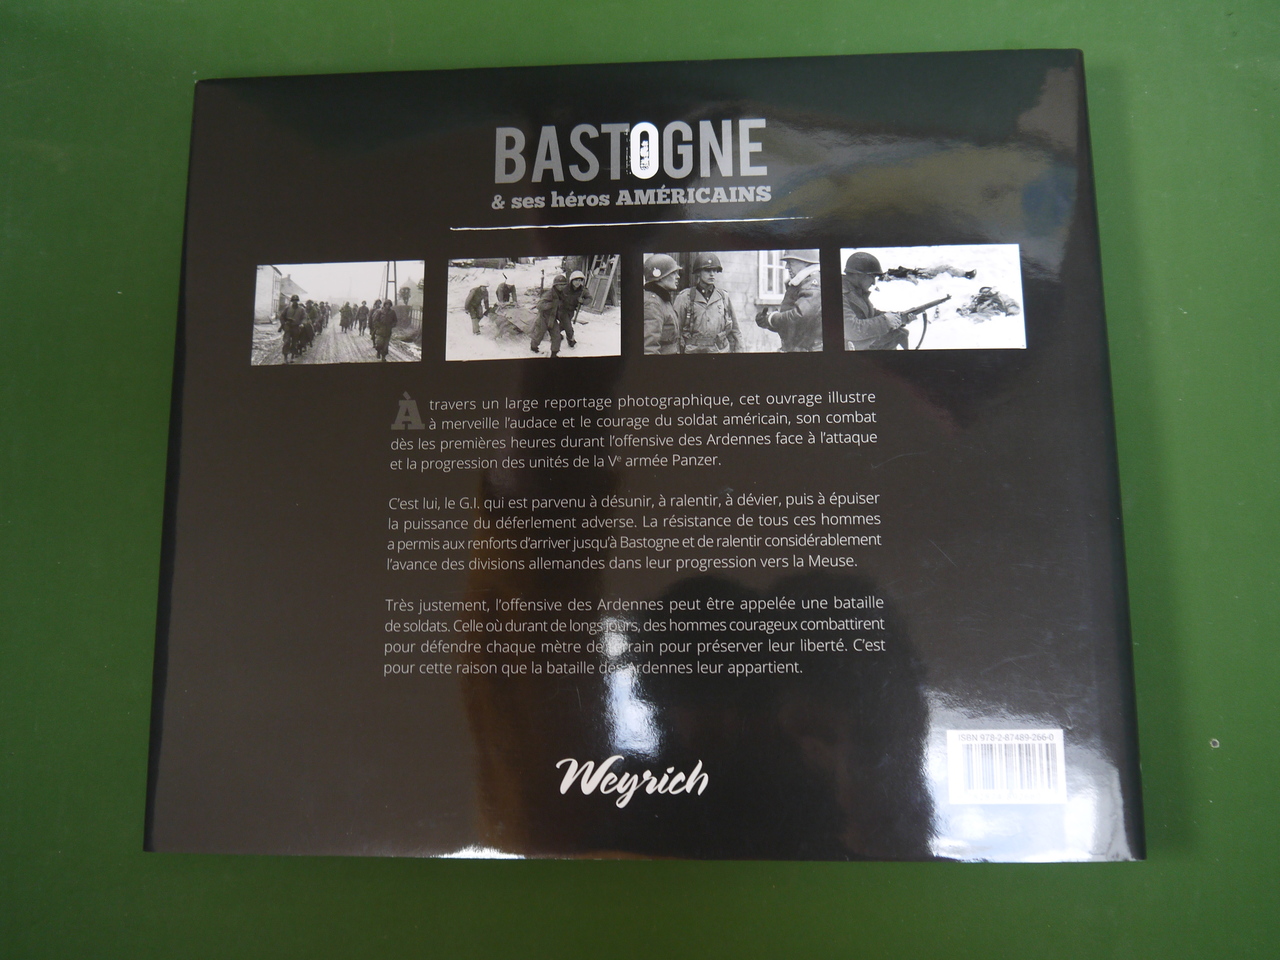 BASTOGNE
& ses héros AMÉRICAINS
À travers un large reportage photographique, cet ouvrage illustre
à merveille l'audace et le courage du soldat américain, son combat
dès les premières heures durant l'offensive des Ardennes face à l'attaque
et la progression des unités de la Vᵉ armée Panzer.
C'est lui, le G.I. qui est parvenu à désunir, à ralentir, à dévier, puis à épuiser
la puissance du déferlement adverse. La résistance de tous ces hommes
a permis aux renforts d'arriver jusqu'à Bastogne et de ralentir considérablement
l'avance des divisions allemandes dans leur progression vers la Meuse.
Très justement, l'offensive des Ardennes peut être appelée une bataille
de soldats. Celle où durant de longs jours, des hommes courageux combattirent
pour défendre chaque mètre de terrain pour préserver leur liberté. C'est
pour cette raison que la bataille des Ardennes leur appartient.
Weyrich
ISBN 978-2-87489-266-0